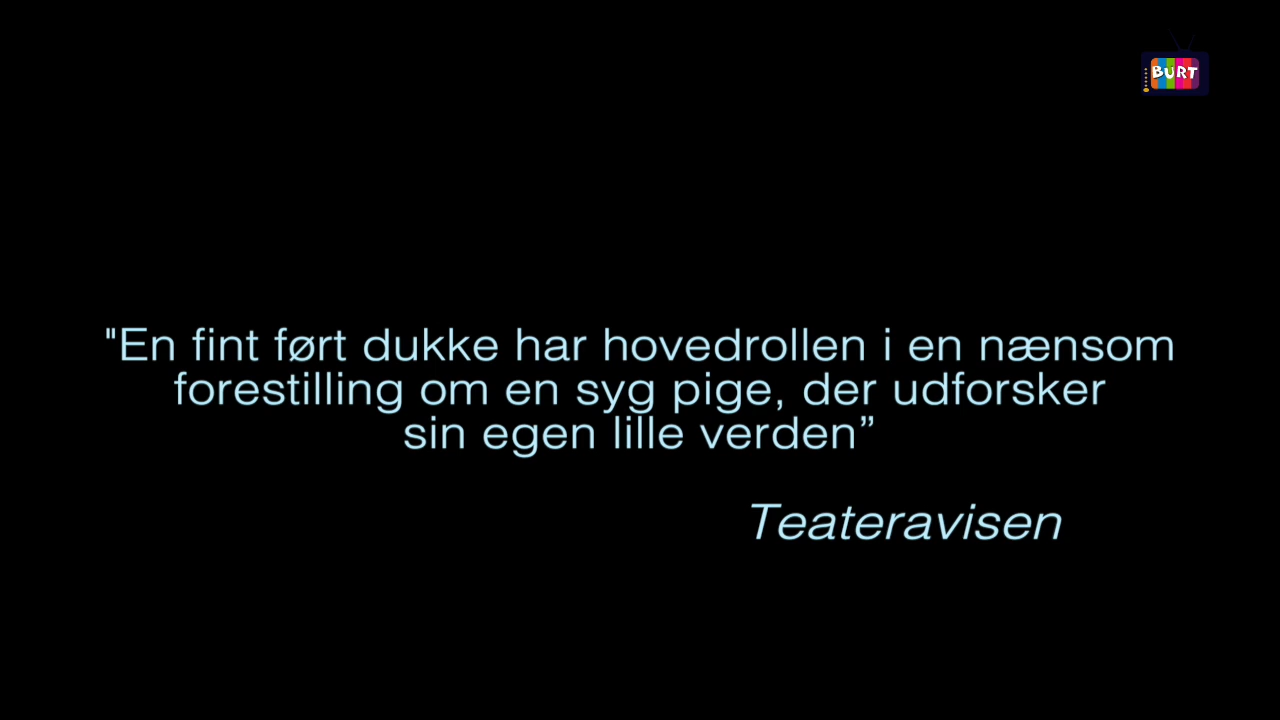 BURT
"En fint ført dukke har hovedrollen i en nænsom
forestilling om en syg pige, der udforsker
sin egen lille verden”
Teateravisen